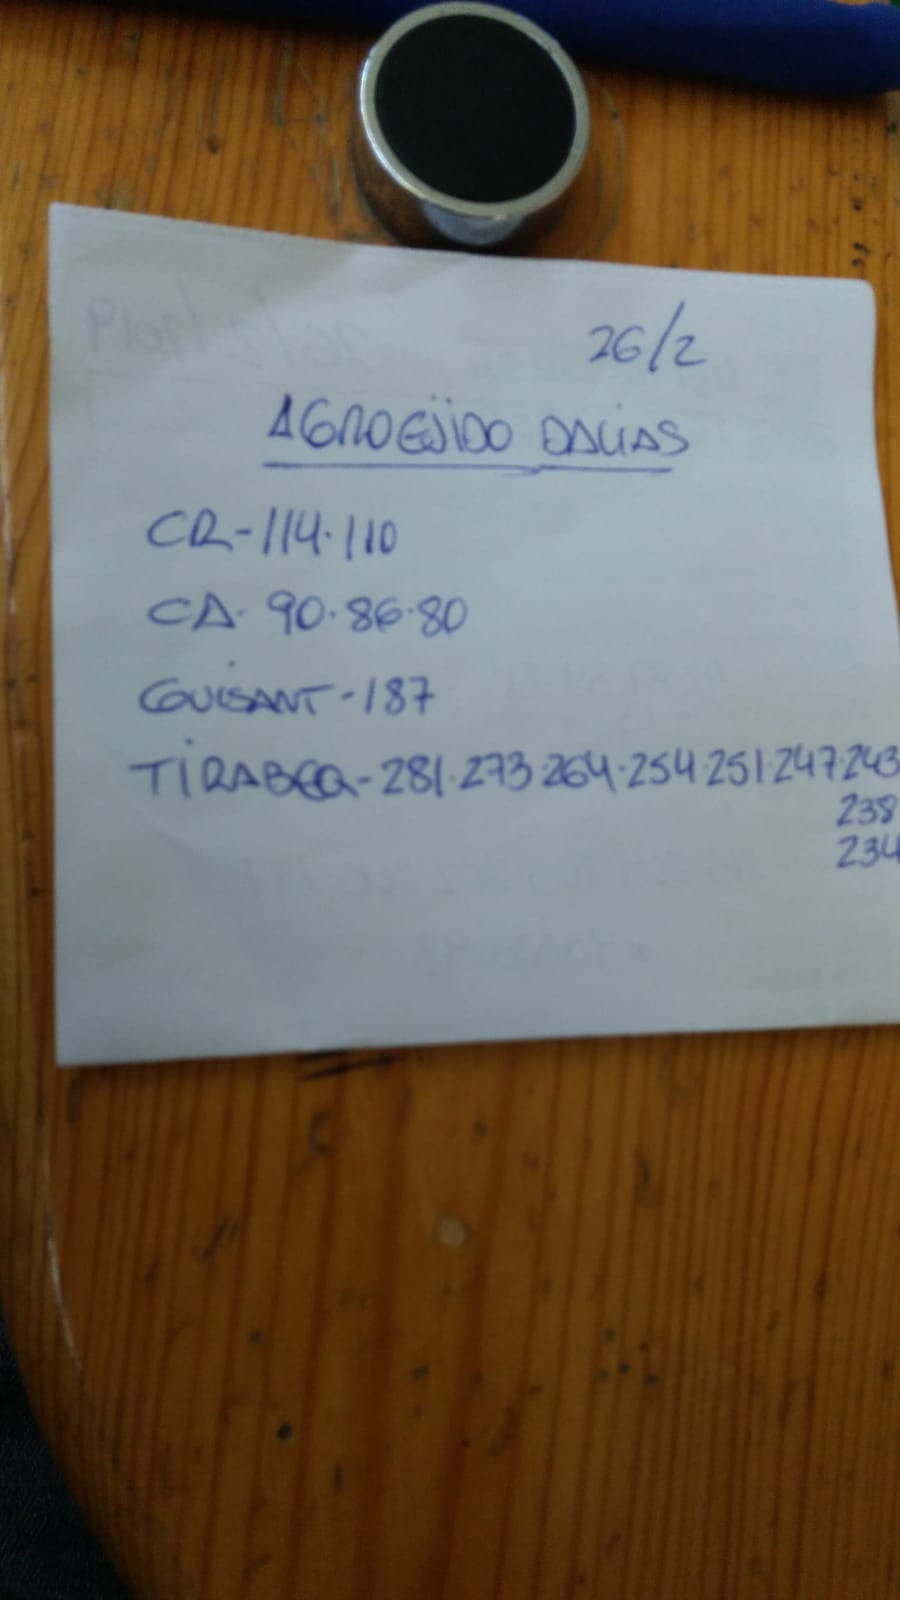 26/2
AGROEJIDO DALIAS
CR-114·110
CA· 90·86·80
GUISANT-187
TIRABEQ-281·273·264·254·251·247·243
238
234